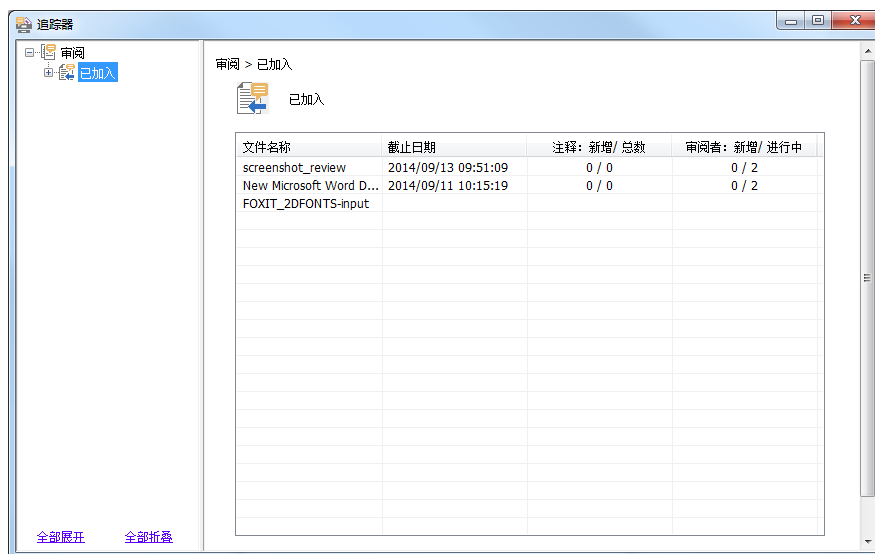 追踪器
审阅
已加入
审阅 > 已加入
已加入
文件名称 截止日期 注释：新增/ 总数 审阅者：新增/ 进行中
screenshot_review 2014/09/13 09:51:09 0 / 0 0 / 2
New Microsoft Word D... 2014/09/11 10:15:19 0 / 0 0 / 2
FOXIT_2DFONTS-input
全部展开 全部折叠